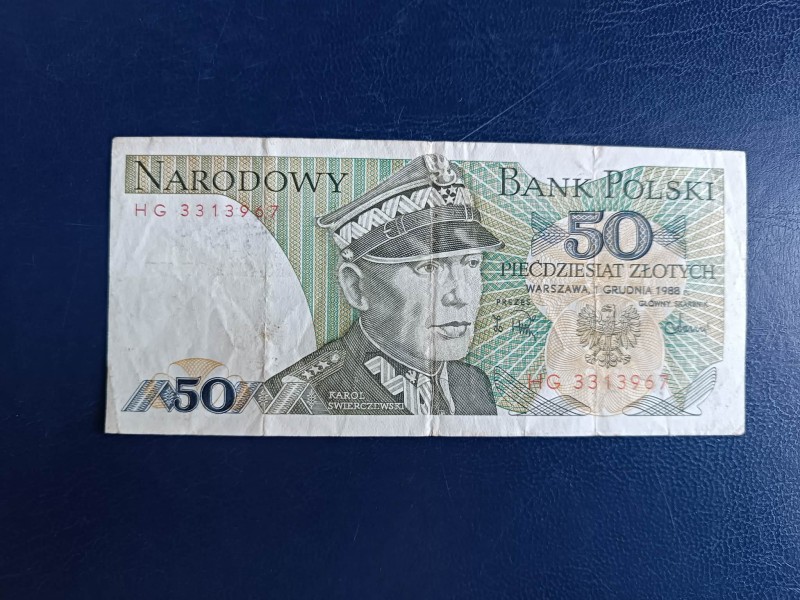 NARODOWY BANK POLSKI
HG 3313967
50
PIĘĆDZIESIĄT ZŁOTYCH
WARSZAWA, 1 GRUDNIA 1988 r.
PREZES GŁÓWNY SKARBNIK
HG 3313967
50
KAROL
ŚWIERCZEWSKI